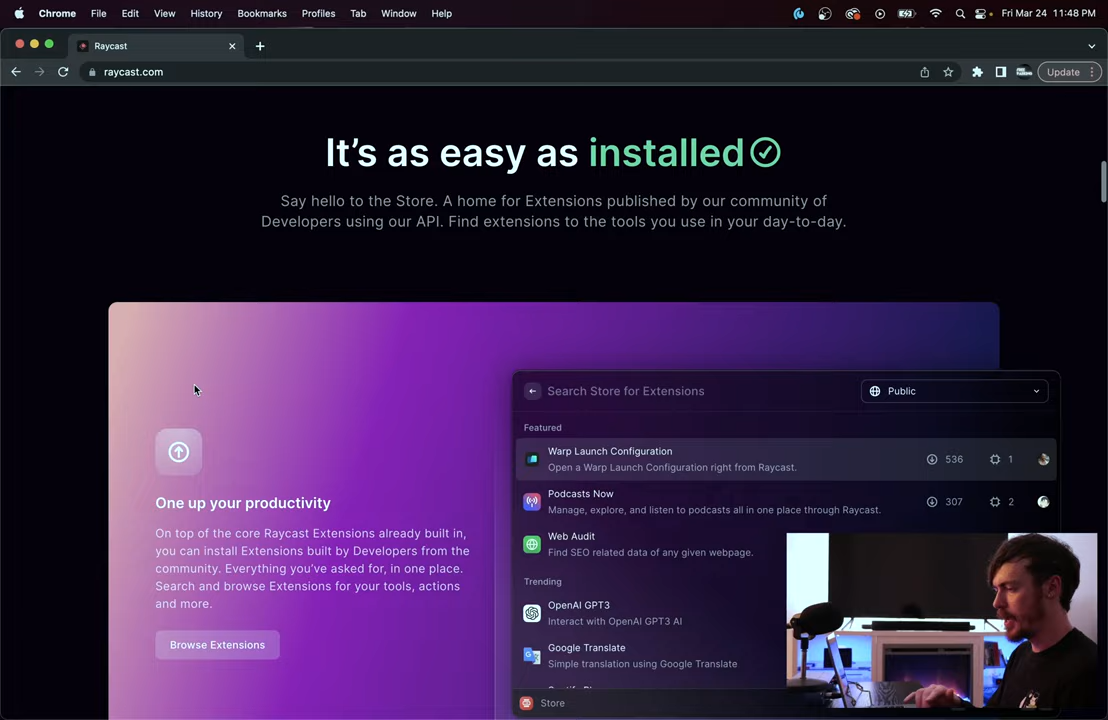 Chrome File Edit View History Bookmarks Profiles Tab Window Help Fri Mar 24 11:48 PM
Raycast
raycast.com Update
It's as easy as installed
Say hello to the Store. A home for Extensions published by our community of
Developers using our API. Find extensions to the tools you use in your day-to-day.
Search Store for Extensions Public
Featured
Warp Launch Configuration
Open a Warp Launch Configuration right from Raycast. 536 1
Podcasts Now
Manage, explore, and listen to podcasts all in one place through Raycast. 307 2
Web Audit
Find SEO related data of any given webpage.
Trending
OpenAI GPT3
Interact with OpenAI GPT3 AI
Google Translate
Simple translation using Google Translate
Store
One up your productivity
On top of the core Raycast Extensions already built in,
you can install Extensions built by Developers from the
community. Everything you've asked for, in one place.
Search and browse Extensions for your tools, actions
and more.
Browse Extensions